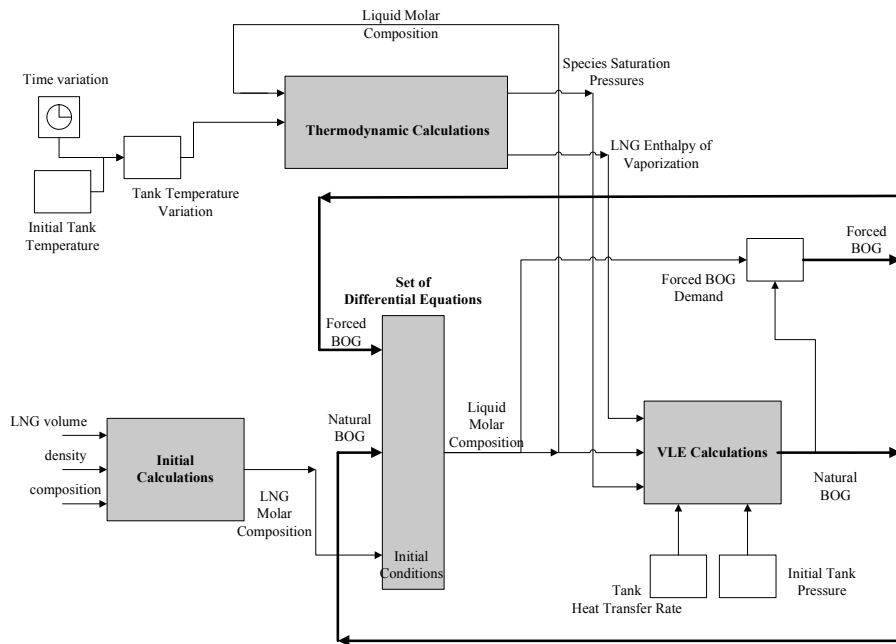 Liquid Molar
Composition
Time variation
Species Saturation
Pressures
Thermodynamic Calculations
LNG Enthalpy of
Vaporization
Tank Temperature
Variation
Initial Tank
Temperature
Forced
BOG
Forced BOG
Demand
Set of
Differential Equations
Forced
BOG
Natural
BOG
Liquid
Molar
Composition
LNG volume
density
composition
Initial
Calculations
LNG
Molar
Composition
VLE Calculations
Natural
BOG
Initial
Conditions
Tank
Heat Transfer Rate
Initial Tank
Pressure